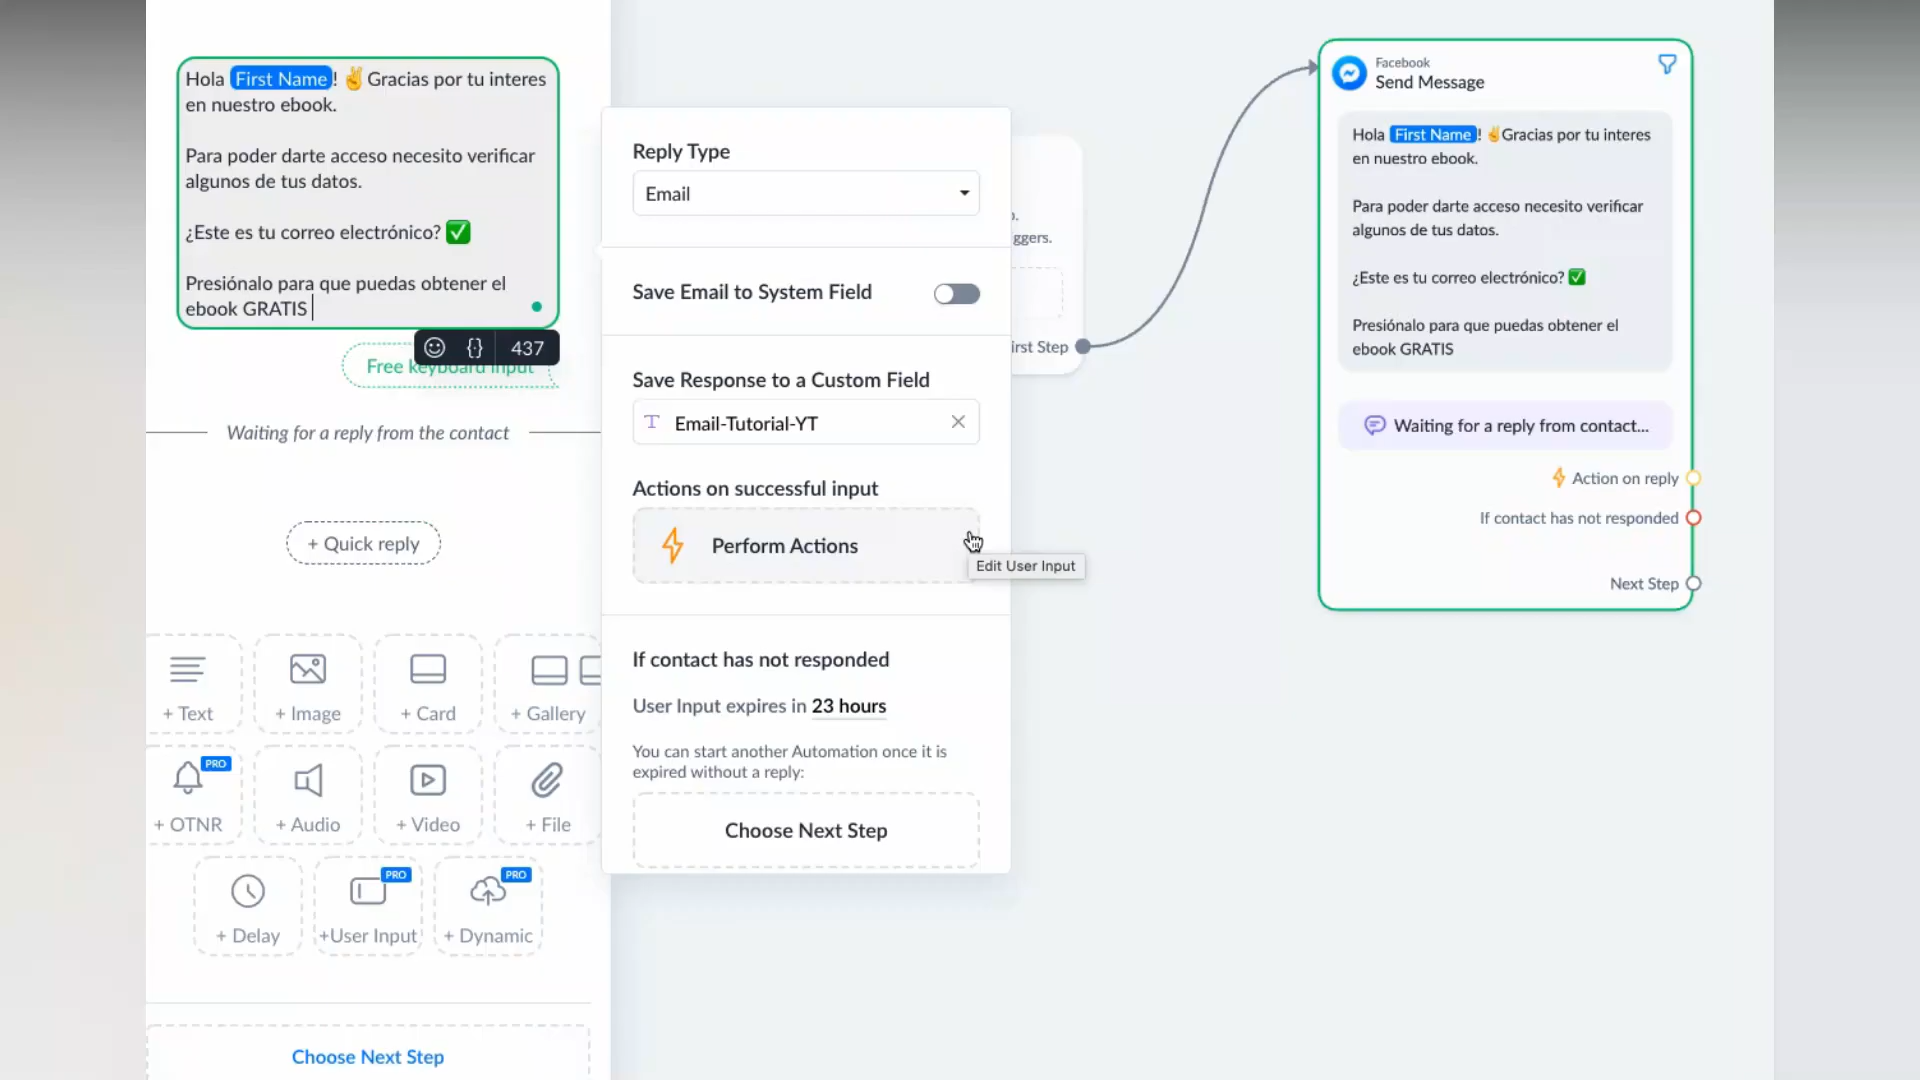 Hola First Name! ✌Gracias por tu interes
en nuestro ebook.
Para poder darte acceso necesito verificar
algunos de tus datos.
¿Este es tu correo electrónico? ✅
Presiónalo para que puedas obtener el
ebook GRATIS
437
Free keyboard input
Waiting for a reply from the contact
+ Quick reply
+ Text
+ Image
+ Card
+ Gallery
PRO
+ OTNR
+ Audio
+ Video
+ File
+ Delay
PRO
+User Input
PRO
+ Dynamic
Choose Next Step
Reply Type
Email
Save Email to System Field
Save Response to a Custom Field
T Email-Tutorial-YT
Actions on successful input
Perform Actions
Edit User Input
If contact has not responded
User Input expires in 23 hours
You can start another Automation once it is
expired without a reply:
Choose Next Step
ggers.
irst Step
Facebook
Send Message
Hola First Name! ✌Gracias por tu interes
en nuestro ebook.
Para poder darte acceso necesito verificar
algunos de tus datos.
¿Este es tu correo electrónico? ✅
Presiónalo para que puedas obtener el
ebook GRATIS
Waiting for a reply from contact...
Action on reply
If contact has not responded
Next Step